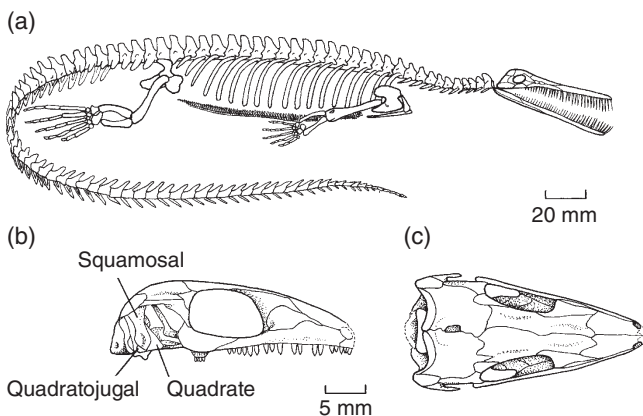 (a)
20 mm
(b)
(c)
Squamosal
Quadratojugal
Quadrate
5 mm